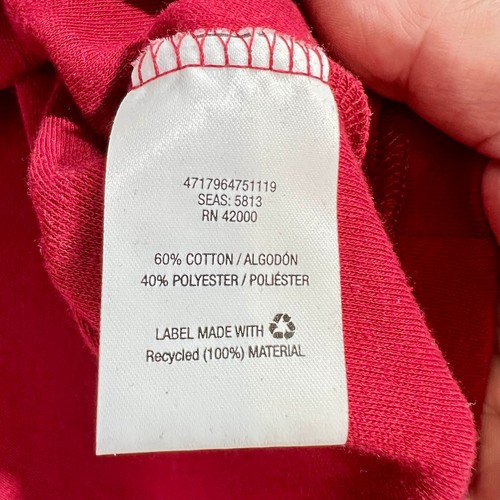 4717964751119
SEAS: 5813
RN 42000
60% COTTON / ALGODÓN
40% POLYESTER / POLIÉSTER
LABEL MADE WITH
Recycled (100%) MATERIAL